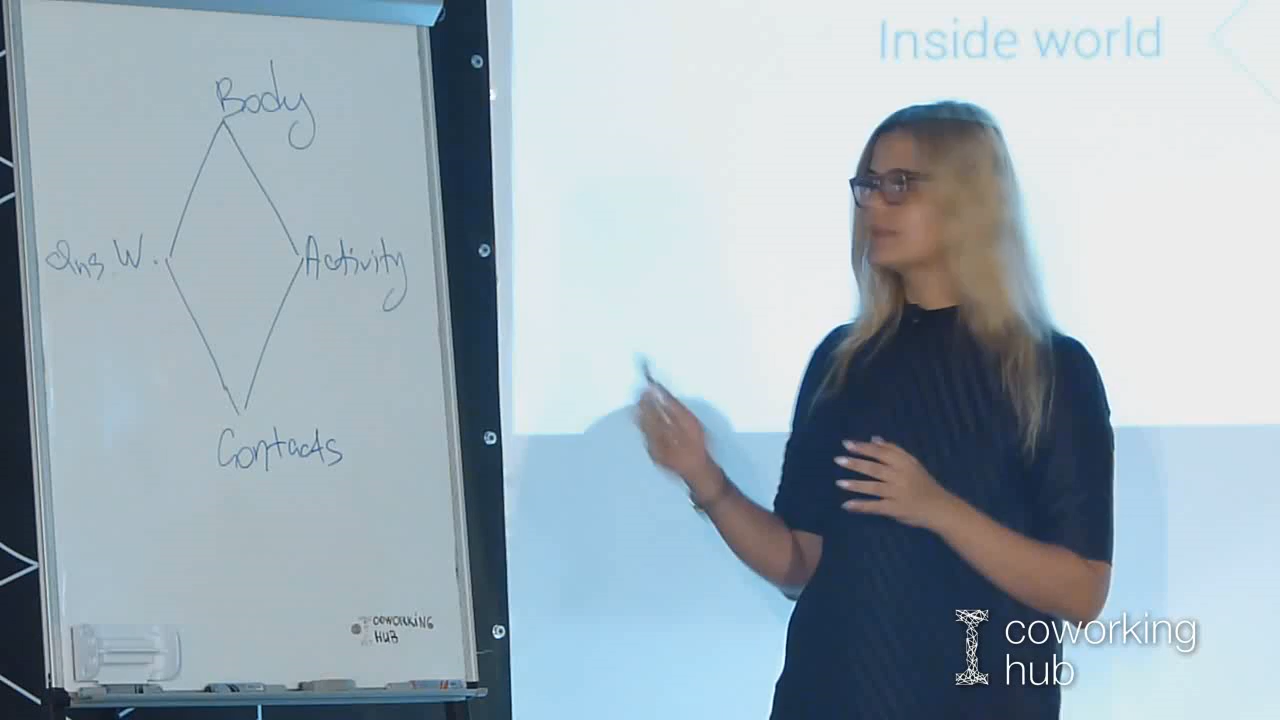 Body
Ins W.
Activity
Contacts
COWORKING
HUB
Inside world
coworking
hub